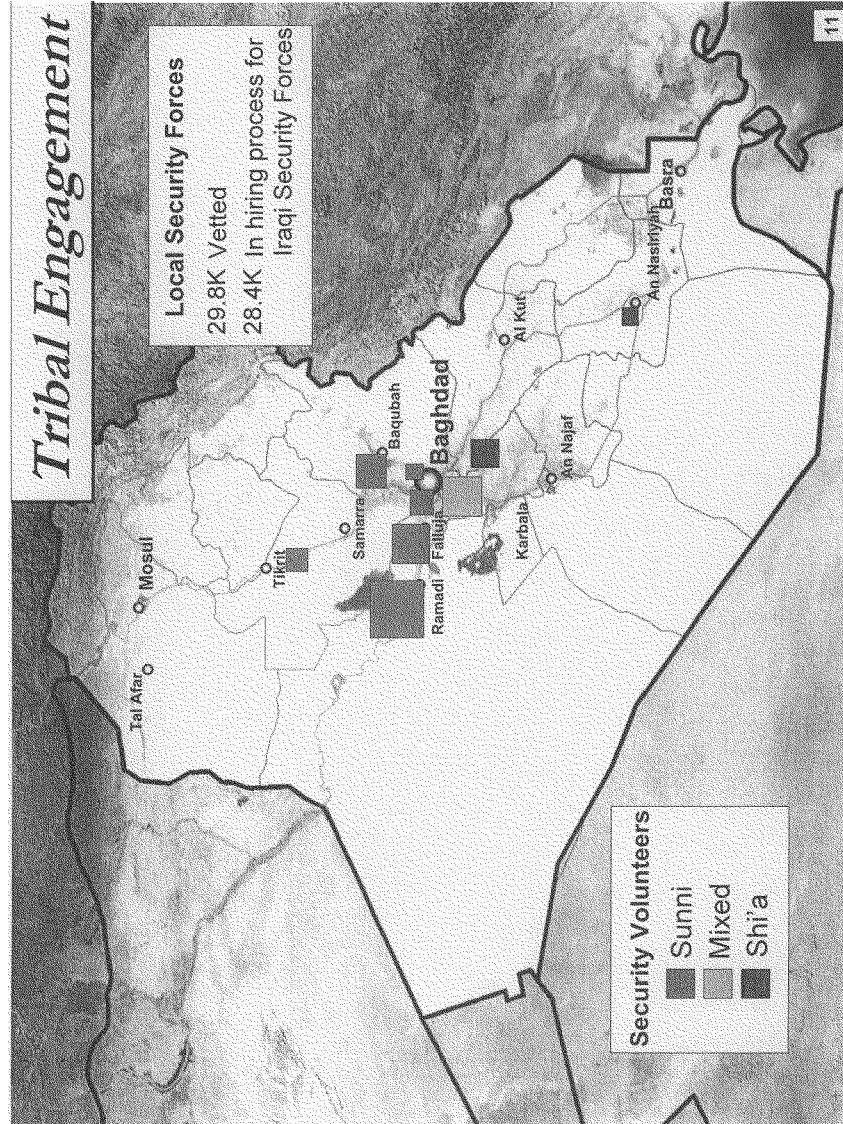 Tribal Engagement
Local Security Forces
29.8K Vetted
28.4K In hiring process for
Iraqi Security Forces
Tal Afar
Mosul
Tikrit
Samarra
Baqubah
Ramadi
Falluja
Baghdad
Karbala
Al Kut
An Najaf
An Nasiriyah
Basra
Security Volunteers
Sunni
Mixed
Shi'a
11